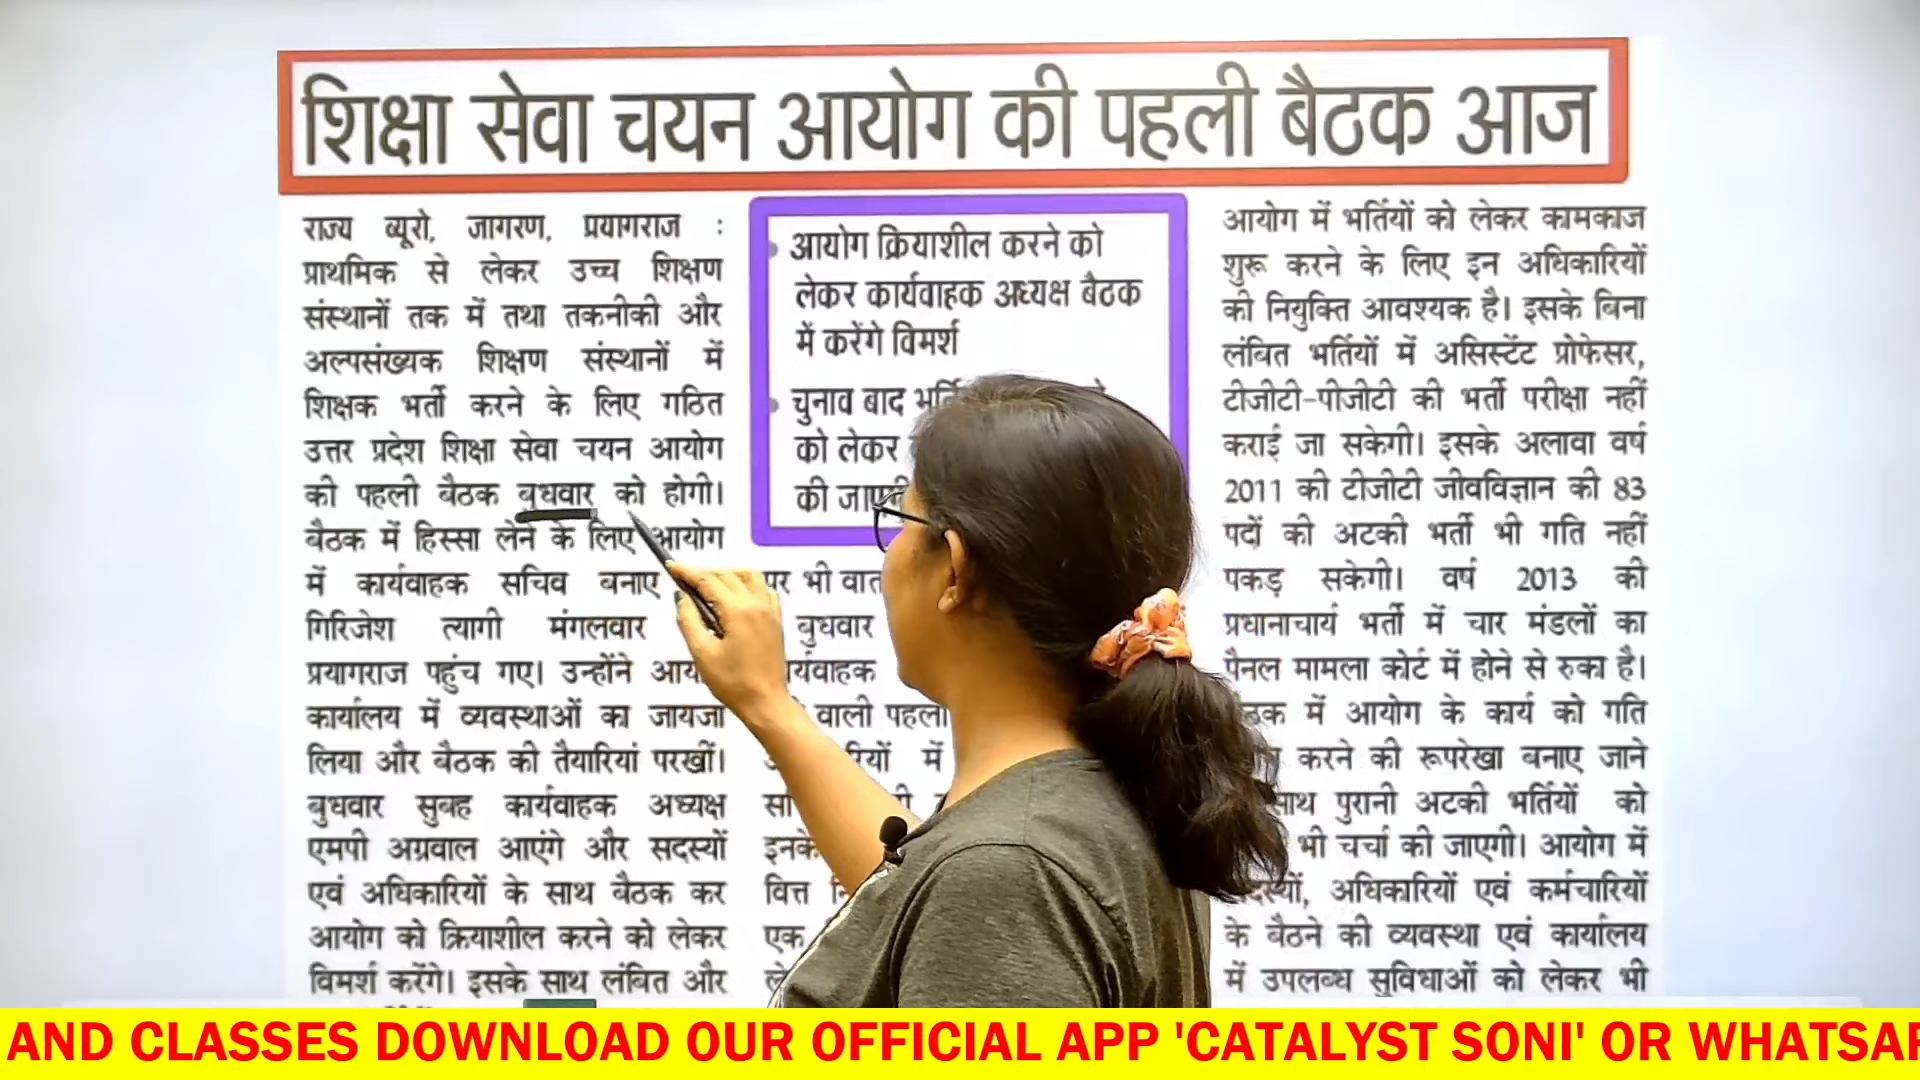 शिक्षा सेवा चयन आयोग की पहली बैठक आज
राज्य ब्यूरो, जागरण, प्रयागराज :
प्राथमिक से लेकर उच्च शिक्षण
संस्थानों तक में तथा तकनीकी और
अल्पसंख्यक शिक्षण संस्थानों में
शिक्षक भर्ती करने के लिए गठित
उत्तर प्रदेश शिक्षा सेवा चयन आयोग
की पहली बैठक बुधवार को होगी।
बैठक में हिस्सा लेने के लिए आयोग
में कार्यवाहक सचिव बनाए
गिरिजेश त्यागी मंगलवार
प्रयागराज पहुंच गए। उन्होंने
कार्यालय में व्यवस्थाओं का जायजा
लिया और बैठक की तैयारियां परखीं।
बुधवार सुबह कार्यवाहक अध्यक्ष
एमपी अग्रवाल आएंगे और सदस्यों
एवं अधिकारियों के साथ बैठक कर
आयोग को क्रियाशील करने को लेकर
विमर्श करेंगे। इसके साथ लंबित और
आयोग क्रियाशील करने को
लेकर कार्यवाहक अध्यक्ष बैठक
में करेंगे विमर्श
चुनाव बाद
को लेकर
की
पर भी
बुधवार
वाली पहली
में
वित्त
एक
आयोग में भर्तियों को लेकर कामकाज
शुरू करने के लिए इन अधिकारियों
की नियुक्ति आवश्यक है। इसके बिना
लंबित भर्तियों में असिस्टेंट प्रोफेसर,
टीजीटी-पीजीटी की भर्ती परीक्षा नहीं
कराई जा सकेगी। इसके अलावा वर्ष
2011 की टीजीटी जीवविज्ञान की 83
पदों की अटकी भर्ती भी गति नहीं
पकड़ सकेगी। वर्ष 2013 की
प्रधानाचार्य भर्ती में चार मंडलों का
पैनल मामला कोर्ट में होने से रुका है।
में आयोग के कार्य को गति
करने की रूपरेखा बनाए जाने
साथ पुरानी अटकी भर्तियों को
भी चर्चा की जाएगी। आयोग में
अधिकारियों एवं कर्मचारियों
के बैठने की व्यवस्था एवं कार्यालय
में उपलब्ध सुविधाओं को लेकर भी
AND CLASSES DOWNLOAD OUR OFFICIAL APP 'CATALYST SONI' OR